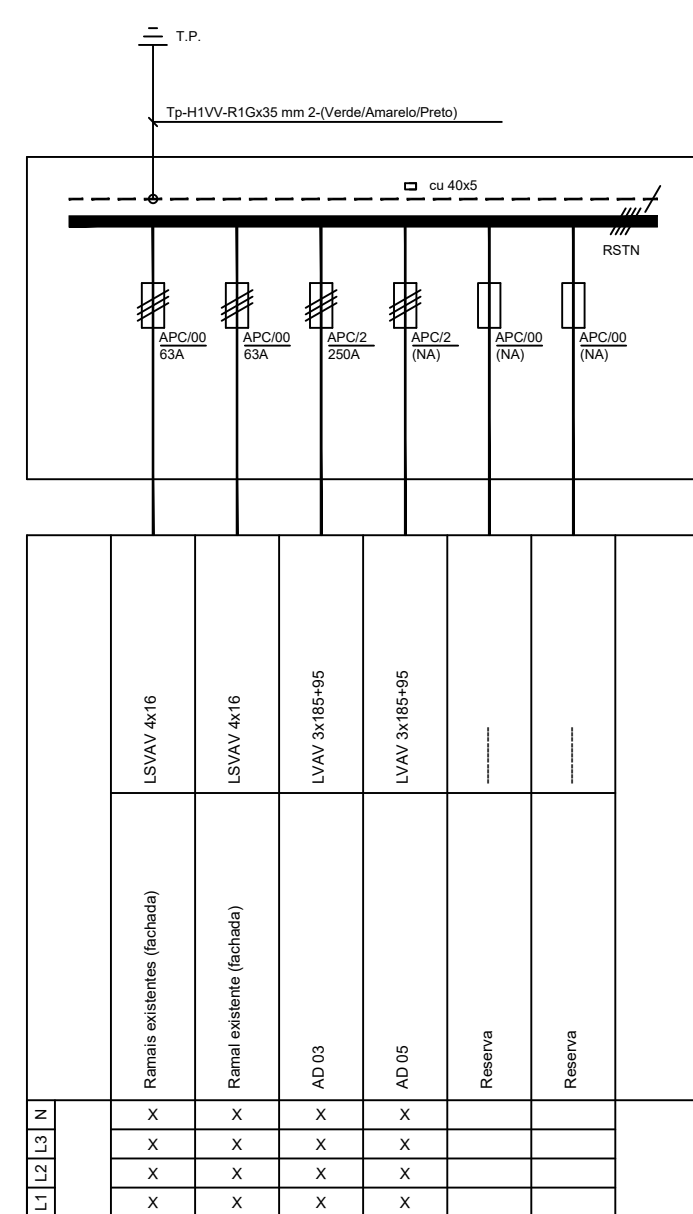 T.P.
Tp-H1VV-R1Gx35 mm 2-(Verde/Amarelo/Preto)
cu 40x5
RSTN
APC/00
63A
APC/00
63A
APC/2
250A
APC/2
(NA)
APC/00
(NA)
APC/00
(NA)
LSVAV 4x16
LSVAV 4x16
LVAV 3x185+95
LVAV 3x185+95
-----------
-----------
Ramais existentes (fachada)
Ramal existente (fachada)
AD 03
AD 05
Reserva
Reserva
N X X X X
L3 X X X X
L2 X X X X
L1 X X X X